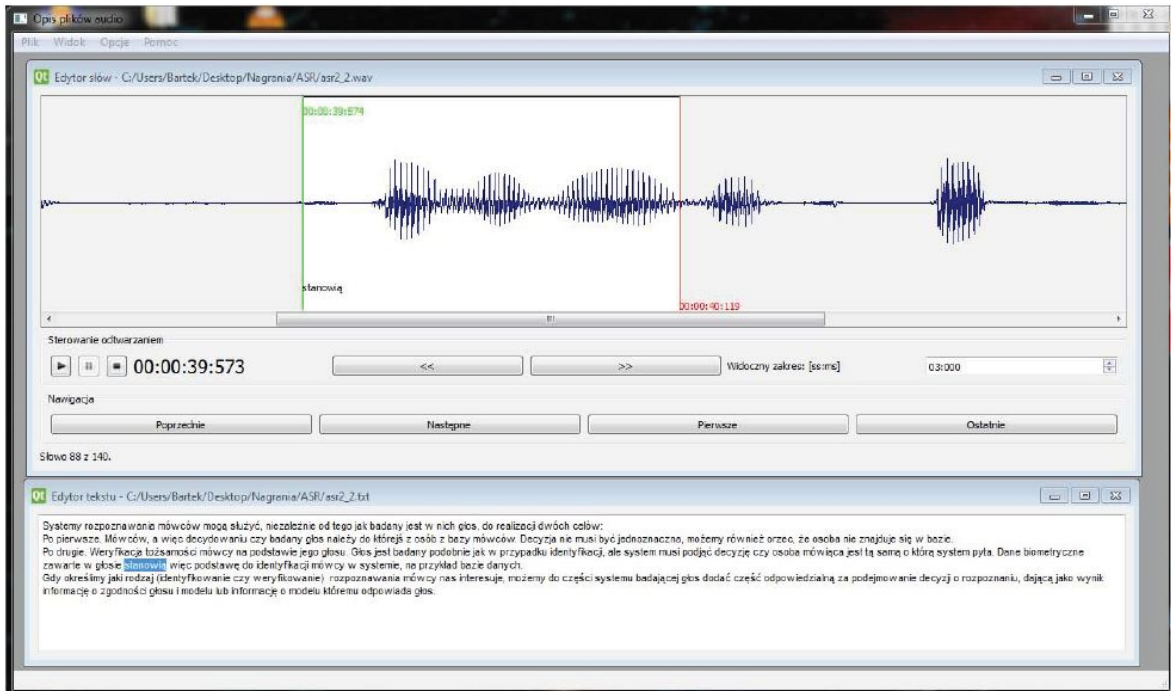 Opis plików audio
Plik Widok Opcje Pomoc
Edytor słów - C:/Users/Bartek/Desktop/Nagrania/ASR/asr2_2.wav
00:00:39:574
stanowią
00:00:40:119
Sterowanie odtwarzaniem
00:00:39:573
<<
>>
Widoczny zakres: [ss:ms]
03:000
Nawigacja
Poprzednie
Następne
Pierwsze
Ostatnie
Słowo 88 z 140.
Edytor tekstu - C:/Users/Bartek/Desktop/Nagrania/ASR/asr2_2.txt
Systemy rozpoznawania mówców mogą służyć, niezależnie od tego jak badany jest w nich głos, do realizacji dwóch celów:
Po pierwsze. Mówców, a więc decydowaniu czy badany głos należy do którejś z osób z bazy mówców. Decyzja nie musi być jednoznaczna, możemy również orzec, że osoba nie znajduje się w bazie.
Po drugie. Weryfikacja tożsamości mówcy na podstawie jego głosu. Głos jest badany podobnie jak w przypadku identyfikacji, ale system musi podjąć decyzję czy osoba mówiąca jest tą samą o którą system pyta. Dane biometryczne
zawarte w głosie stanowią więc podstawę do identyfikacji mówcy w systemie, na przykład bazie danych.
Gdy określimy jaki rodzaj (identyfikowanie czy weryfikowanie) rozpoznawania mówcy nas interesuje, możemy do części systemu badającej głos dodać część odpowiedzialną za podejmowanie decyzji o rozpoznaniu, dającą jako wynik
informację o zgodności głosu i modelu lub informację o modelu któremu odpowiada głos.